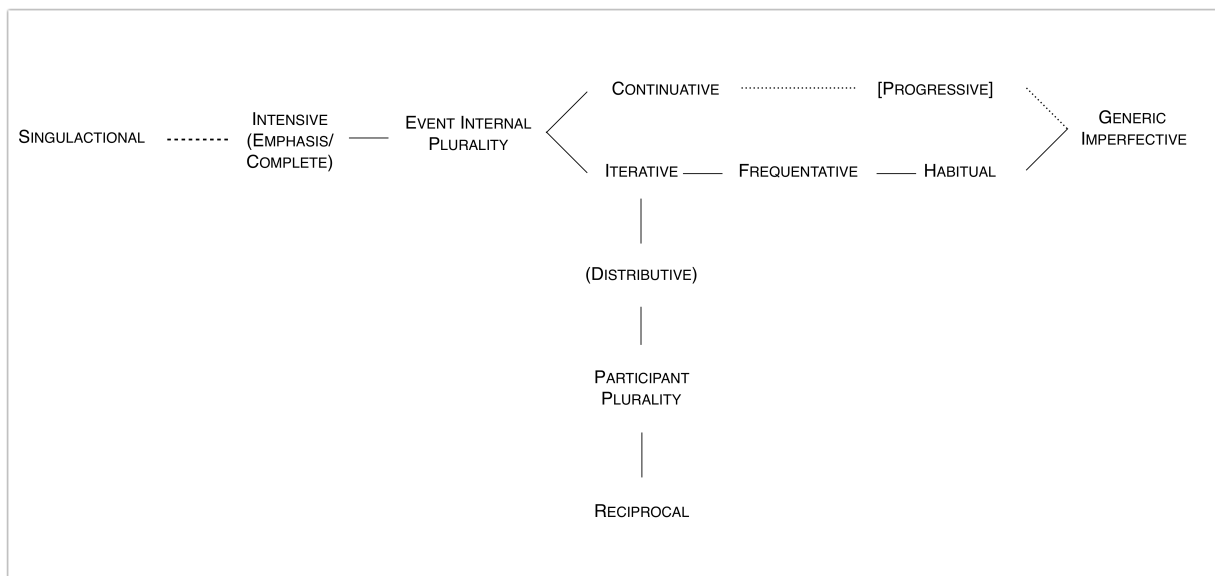 CONTINUATIVE
[PROGRESSIVE]
SINGULACTIONAL
INTENSIVE
(EMPHASIS/
COMPLETE)
EVENT INTERNAL
PLURALITY
GENERIC
IMPERFECTIVE
ITERATIVE
FREQUENTATIVE
HABITUAL
(DISTRIBUTIVE)
PARTICIPANT
PLURALITY
RECIPROCAL